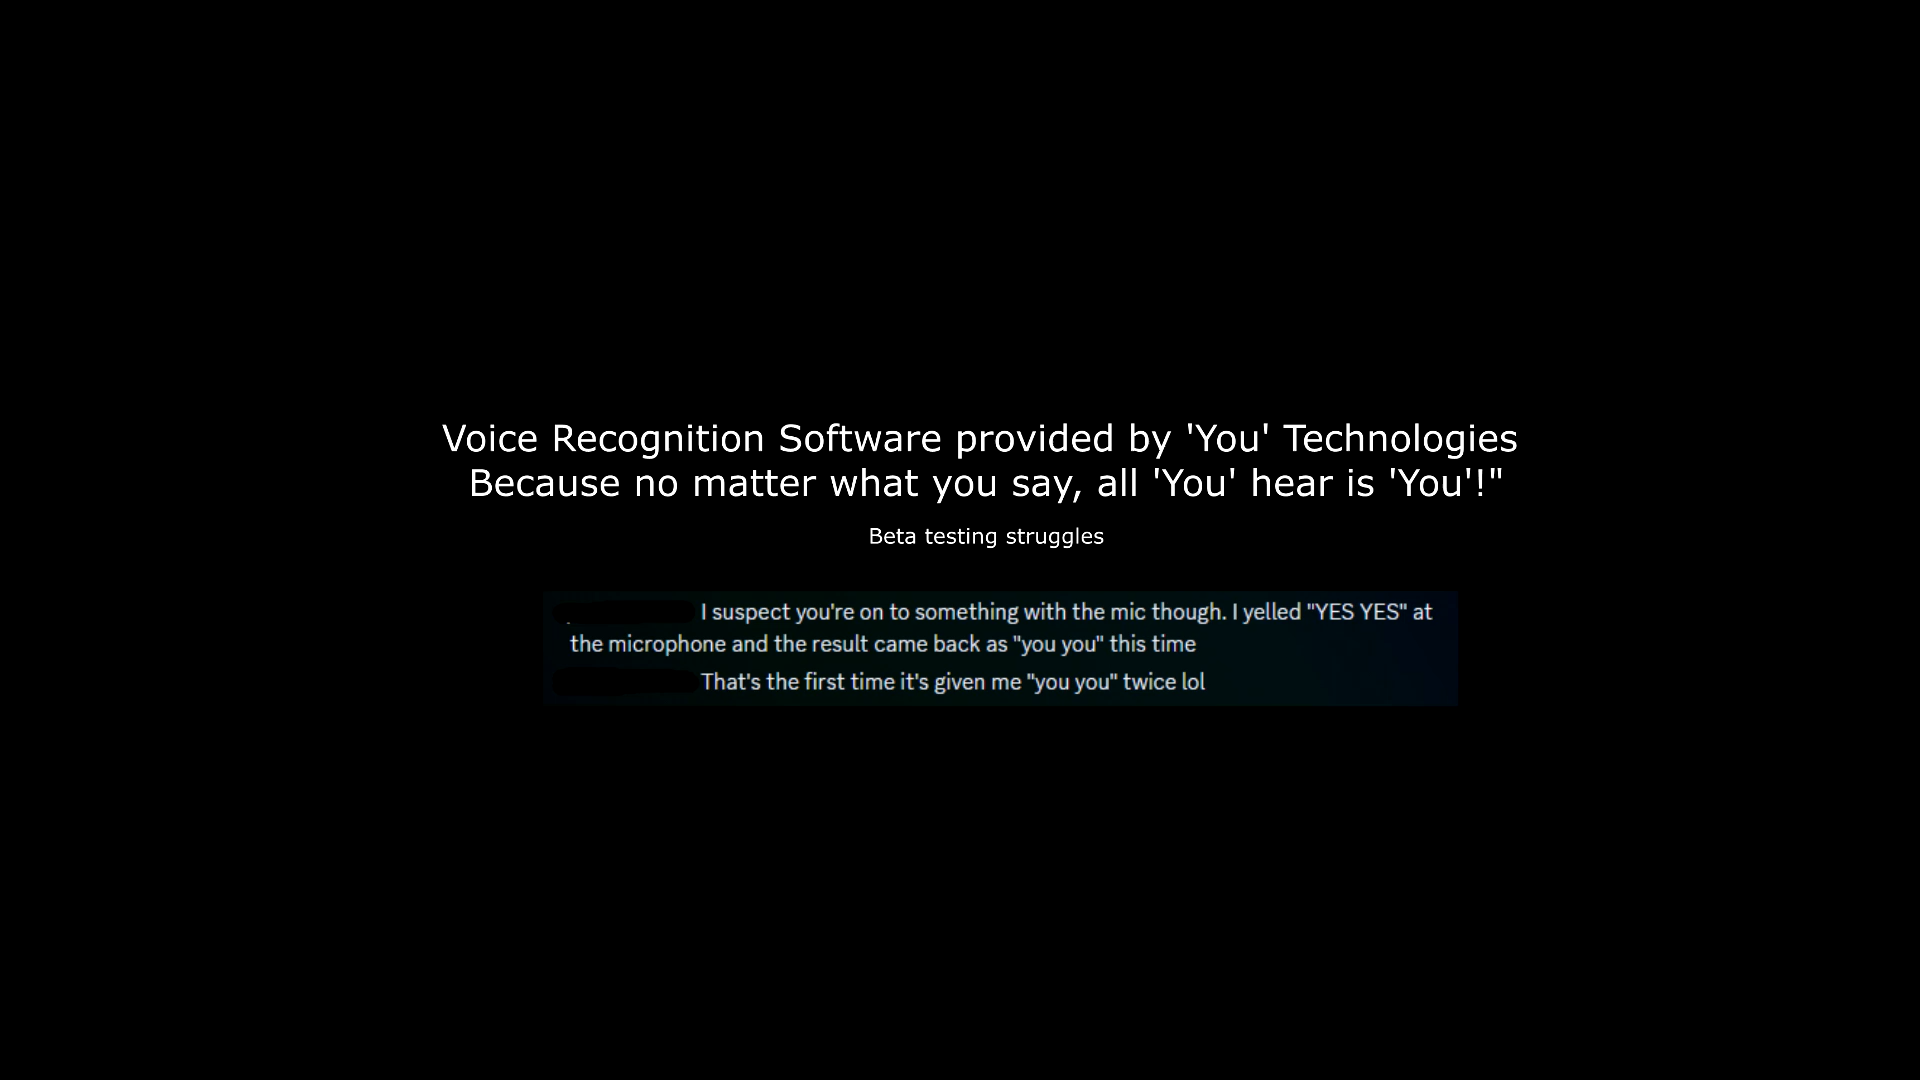 Voice Recognition Software provided by 'You' Technologies
Because no matter what you say, all 'You' hear is 'You'!"
Beta testing struggles
I suspect you're on to something with the mic though. I yelled "YES YES" at
the microphone and the result came back as "you you" this time
That's the first time it's given me "you you" twice lol